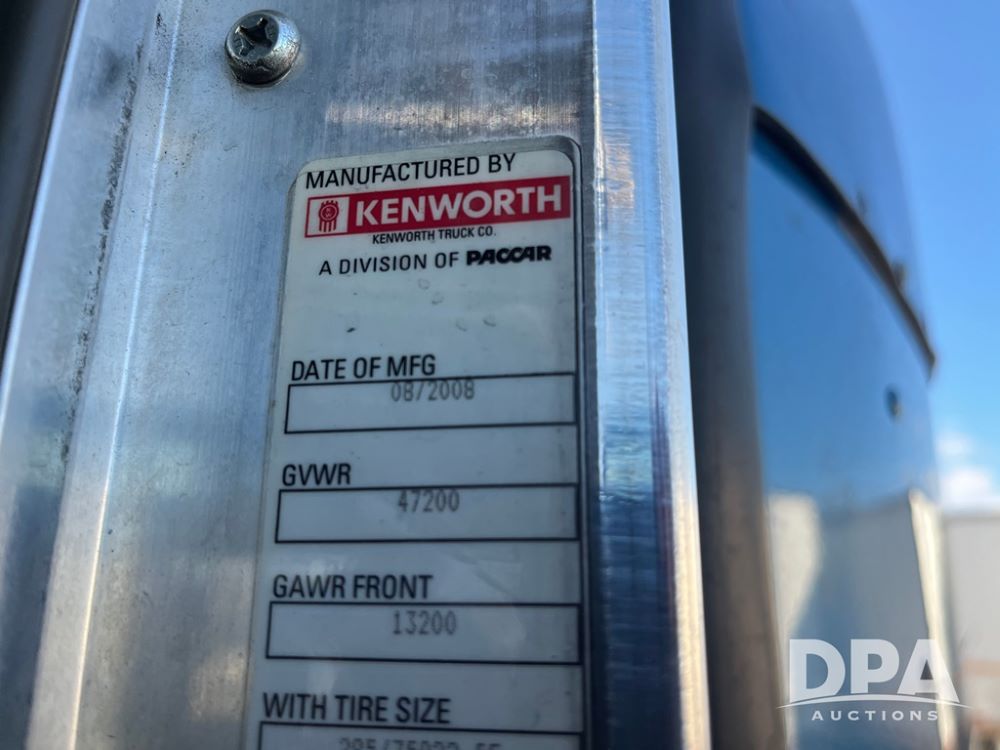 MANUFACTURED BY
KENWORTH
KENWORTH TRUCK CO.
A DIVISION OF PACCAR
DATE OF MFG
08/2008
GVWR
47200
GAWR FRONT
13200
WITH TIRE SIZE
DPA
AUCTIONS